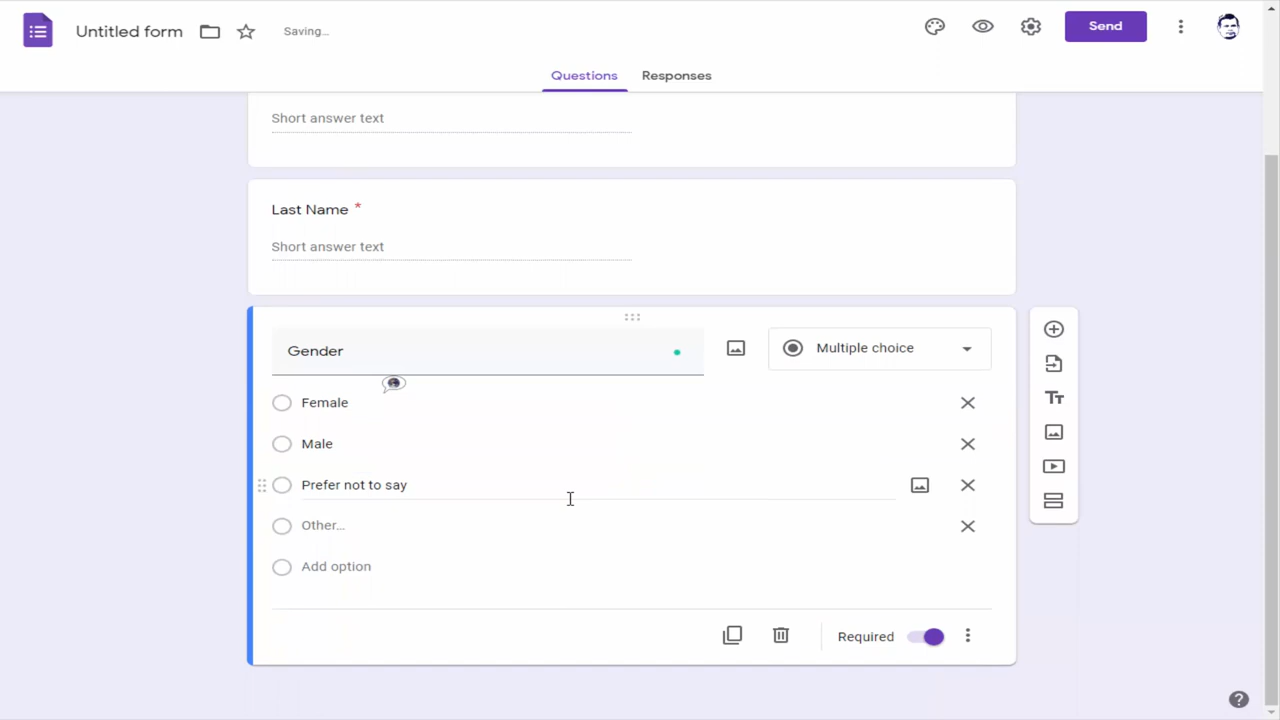 Untitled form
Saving...
Send
Questions
Responses
Short answer text
Last Name *
Short answer text
Gender
Multiple choice
Female
Male
Prefer not to say
Other...
Add option
Tт
Required